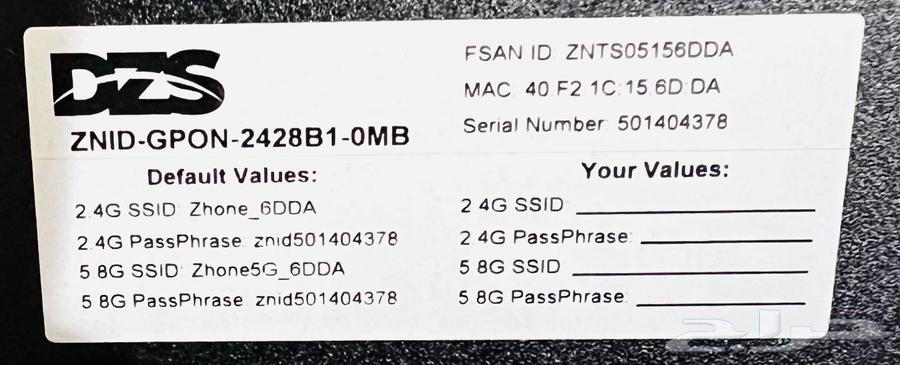 DZS
ZNID-GPON-2428B1-0MB
FSAN ID: ZNTS05156DDA
MAC: 40:F2:1C:15:6D:DA
Serial Number: 501404378
Default Values:
2.4G SSID: Zhone_6DDA
2.4G PassPhrase: znid501404378
5.8G SSID: Zhone5G_6DDA
5.8G PassPhrase: znid501404378
Your Values:
2.4G SSID:
2.4G PassPhrase:
5.8G SSID:
5.8G PassPhrase:
حراج